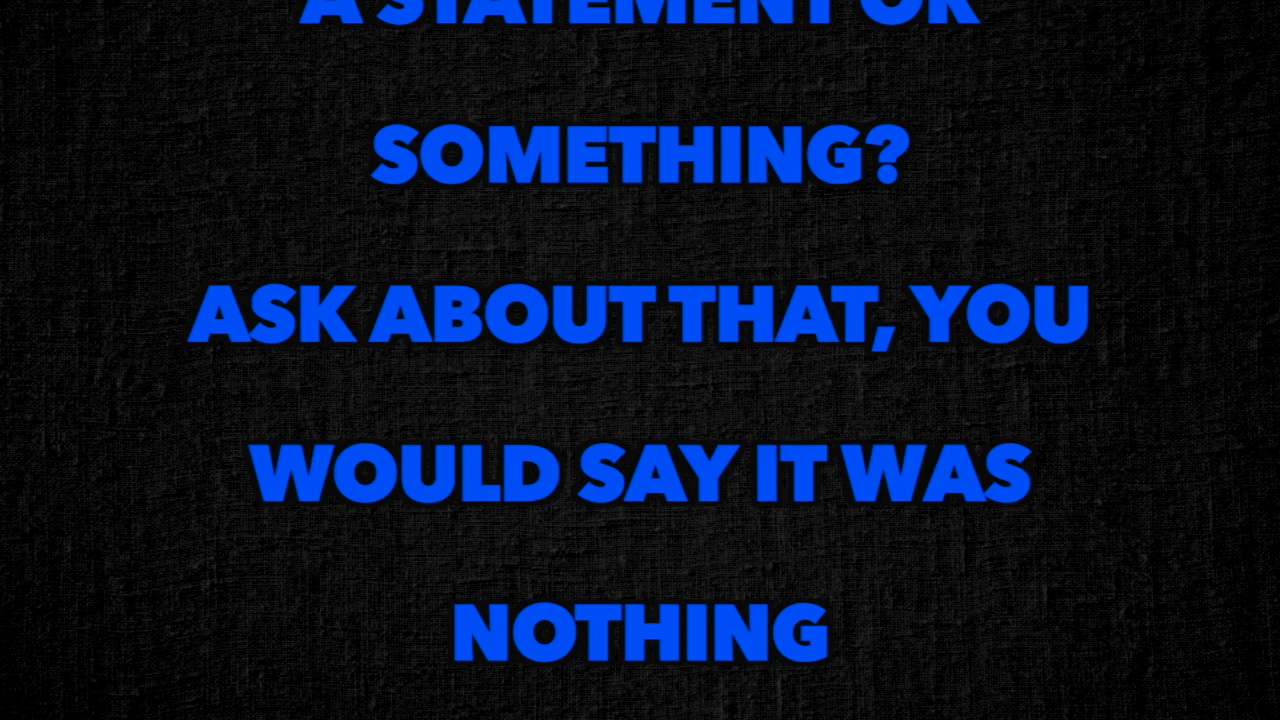 A STATEMENT OR
SOMETHING?
ASK ABOUT THAT, YOU
WOULD SAY IT WAS
NOTHING